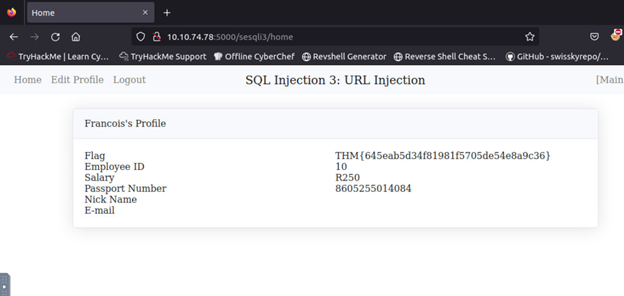 Home
10.10.74.78:5000/sesqli3/home
TryHackMe | Learn Cy... TryHackMe Support Offline CyberChef Revshell Generator Reverse Shell Cheat S... GitHub - swisskyrepo/...
Home Edit Profile Logout SQL Injection 3: URL Injection [Main
Francois's Profile
Flag THM{645eab5d34f81981f5705de54e8a9c36}
Employee ID 10
Salary R250
Passport Number 8605255014084
Nick Name
E-mail